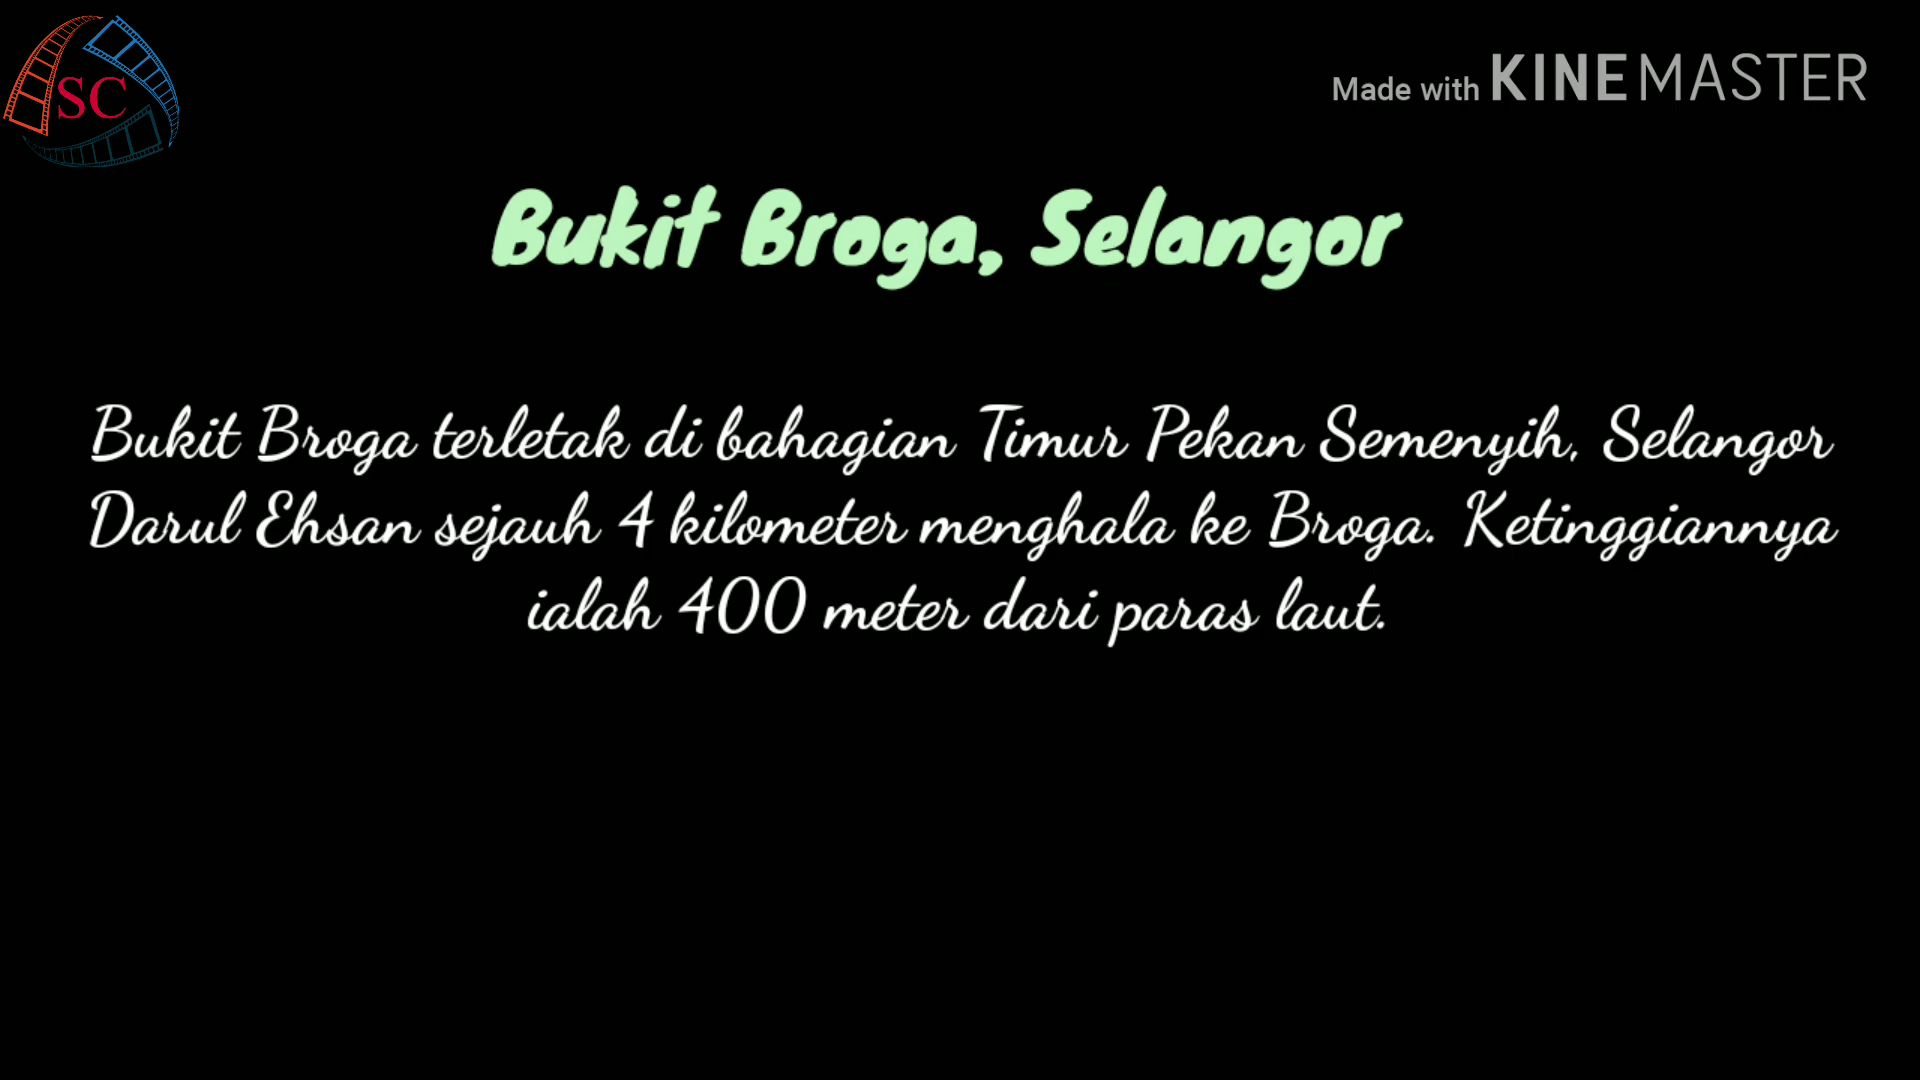 SC
Made with KINEMASTER
Bukit Broga, Selangor
Bukit Broga terletak di bahagian Timur Pekan Semenyih, Selangor
Darul Ehsan sejauh 4 kilometer menghala ke Broga. Ketinggiannya
ialah 400 meter dari paras laut.